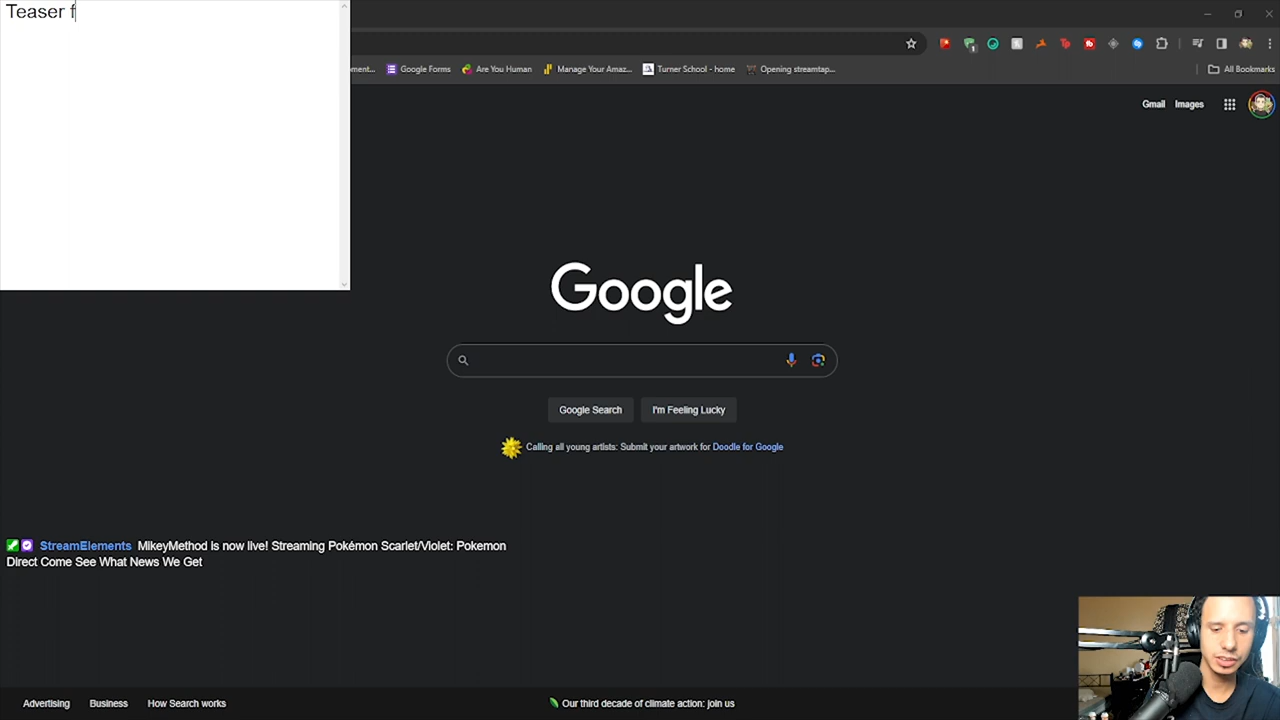 Teaser f
ment...
Google Forms
Are You Human
Manage Your Amaz...
Turner School - home
Opening streamtap...
All Bookmarks
1
Gmail
Images
Google
Google Search
I'm Feeling Lucky
Calling all young artists: Submit your artwork for Doodle for Google
StreamElements MikeyMethod is now live! Streaming Pokémon Scarlet/Violet: Pokemon
Direct Come See What News We Get
Advertising
Business
How Search works
Our third decade of climate action: join us